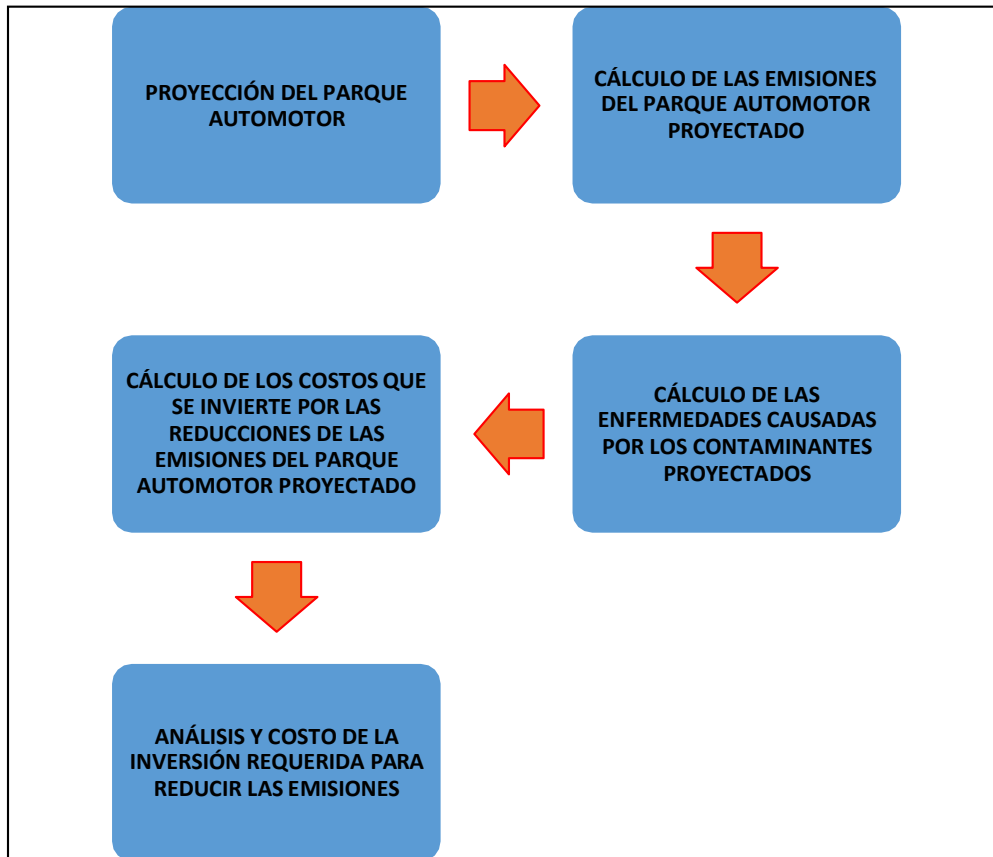 PROYECCIÓN DEL PARQUE
AUTOMOTOR
CÁLCULO DE LAS EMISIONES
DEL PARQUE AUTOMOTOR
PROYECTADO
CÁLCULO DE LAS
ENFERMEDADES CAUSADAS
POR LOS CONTAMINANTES
PROYECTADOS
CÁLCULO DE LOS COSTOS QUE
SE INVIERTE POR LAS
REDUCCIONES DE LAS
EMISIONES DEL PARQUE
AUTOMOTOR PROYECTADO
ANÁLISIS Y COSTO DE LA
INVERSIÓN REQUERIDA PARA
REDUCIR LAS EMISIONES